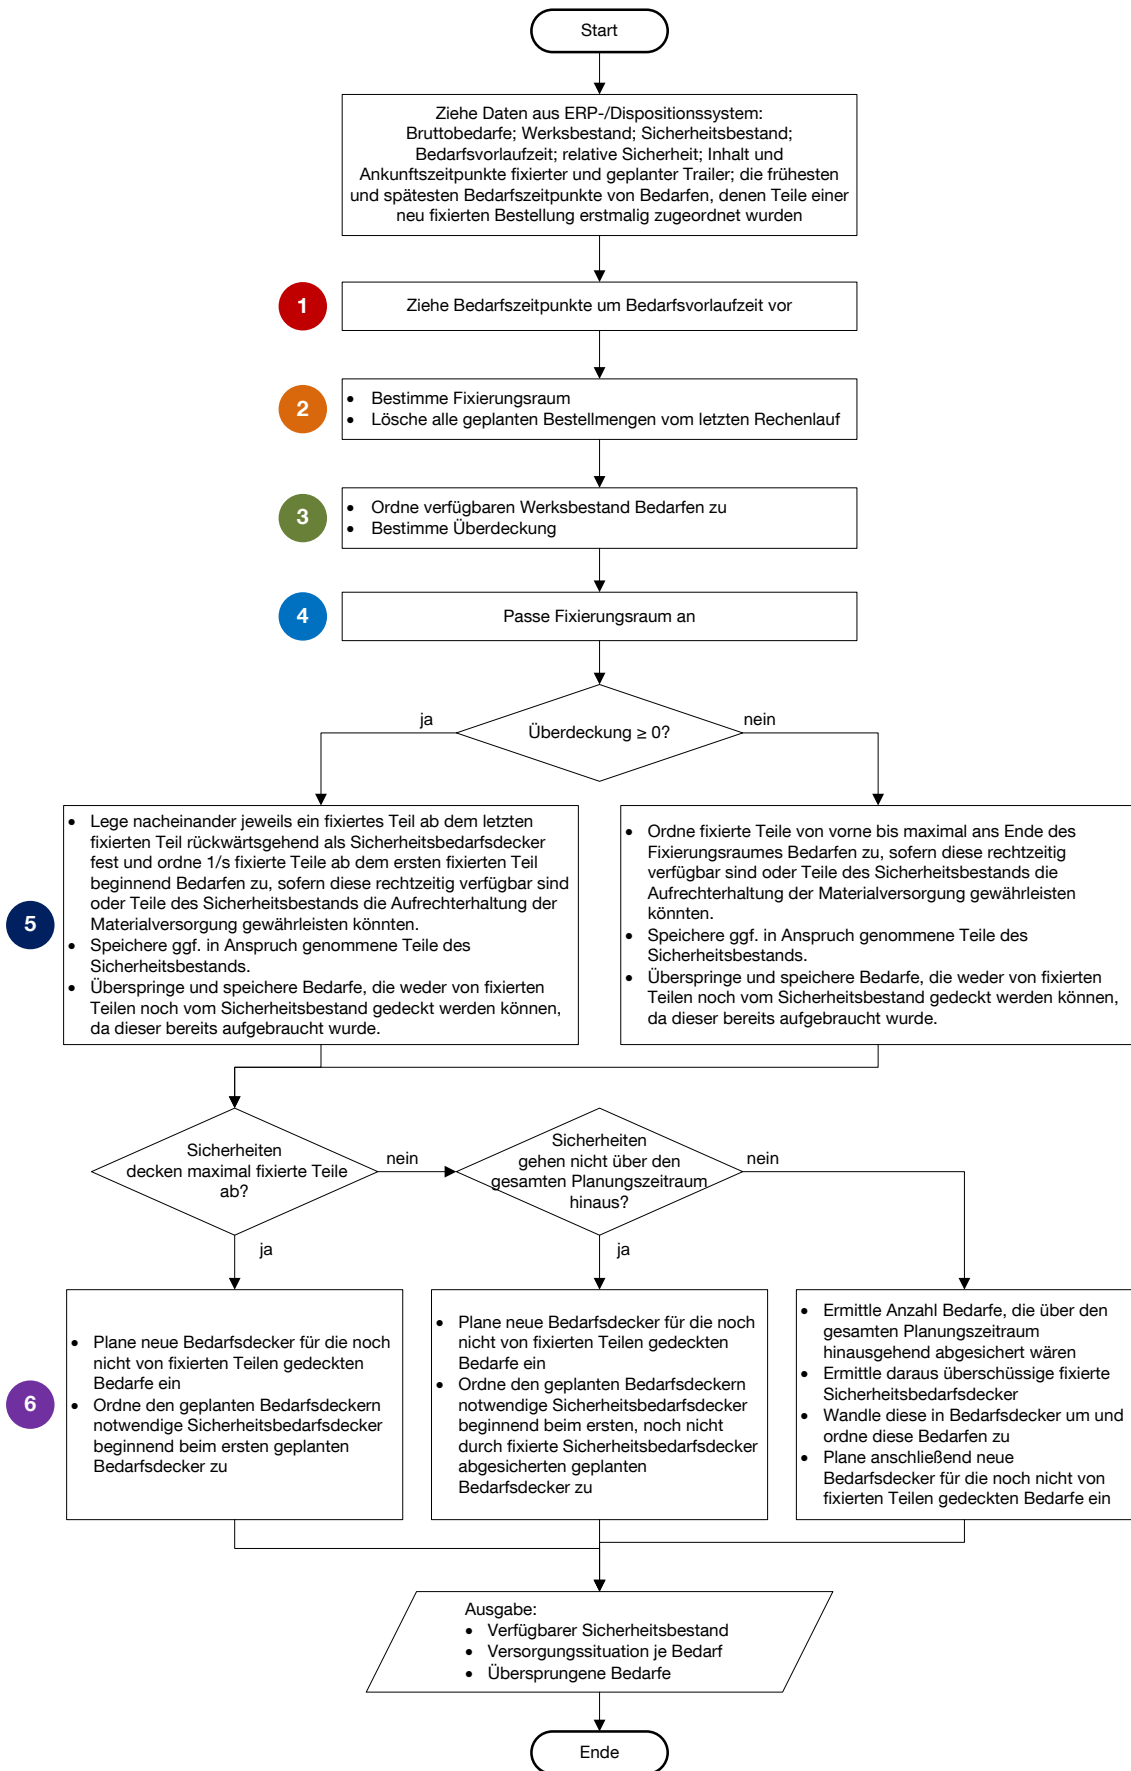 Start
Ziehe Daten aus ERP-/Dispositionssystem:
Bruttobedarfe; Werksbestand; Sicherheitsbestand;
Bedarfsvorlaufzeit; relative Sicherheit; Inhalt und
Ankunftszeitpunkte fixierter und geplanter Trailer; die frühesten
und spätesten Bedarfszeitpunkte von Bedarfen, denen Teile einer
neu fixierten Bestellung erstmalig zugeordnet wurden
1
Ziehe Bedarfszeitpunkte um Bedarfsvorlaufzeit vor
2
• Bestimme Fixierungsraum
• Lösche alle geplanten Bestellmengen vom letzten Rechenlauf
3
• Ordne verfügbaren Werksbestand Bedarfen zu
• Bestimme Überdeckung
4
Passe Fixierungsraum an
Überdeckung ≥ 0?
ja
nein
5
• Lege nacheinander jeweils ein fixiertes Teil ab dem letzten
fixierten Teil rückwärtsgehend als Sicherheitsbedarfsdecker
fest und ordne 1/s fixierte Teile ab dem ersten fixierten Teil
beginnend Bedarfen zu, sofern diese rechtzeitig verfügbar sind
oder Teile des Sicherheitsbestands die Aufrechterhaltung der
Materialversorgung gewährleisten könnten.
• Speichere ggf. in Anspruch genommene Teile des
Sicherheitsbestands.
• Überspringe und speichere Bedarfe, die weder von fixierten
Teilen noch vom Sicherheitsbestand gedeckt werden können,
da dieser bereits aufgebraucht wurde.
• Ordne fixierte Teile von vorne bis maximal ans Ende des
Fixierungsraumes Bedarfen zu, sofern diese rechtzeitig
verfügbar sind oder Teile des Sicherheitsbestands die
Aufrechterhaltung der Materialversorgung gewährleisten
könnten.
• Speichere ggf. in Anspruch genommene Teile des
Sicherheitsbestands.
• Überspringe und speichere Bedarfe, die weder von fixierten
Teilen noch vom Sicherheitsbestand gedeckt werden können,
da dieser bereits aufgebraucht wurde.
Sicherheiten
decken maximal fixierte Teile
ab?
nein
ja
Sicherheiten
gehen nicht über den
gesamten Planungszeitraum
hinaus?
nein
ja
6
• Plane neue Bedarfsdecker für die noch
nicht von fixierten Teilen gedeckten
Bedarfe ein
• Ordne den geplanten Bedarfsdeckern
notwendige Sicherheitsbedarfsdecker
beginnend beim ersten geplanten
Bedarfsdecker zu
• Plane neue Bedarfsdecker für die noch
nicht von fixierten Teilen gedeckten
Bedarfe ein
• Ordne den geplanten Bedarfsdeckern
notwendige Sicherheitsbedarfsdecker
beginnend beim ersten, noch nicht
durch fixierte Sicherheitsbedarfsdecker
abgesicherten geplanten
Bedarfsdecker zu
• Ermittle Anzahl Bedarfe, die über den
gesamten Planungszeitraum
hinausgehend abgesichert wären
• Ermittle daraus überschüssige fixierte
Sicherheitsbedarfsdecker
• Wandle diese in Bedarfsdecker um und
ordne diese Bedarfen zu
• Plane anschließend neue
Bedarfsdecker für die noch nicht von
fixierten Teilen gedeckten Bedarfe ein
Ausgabe:
• Verfügbarer Sicherheitsbestand
• Versorgungssituation je Bedarf
• Übersprungene Bedarfe
Ende